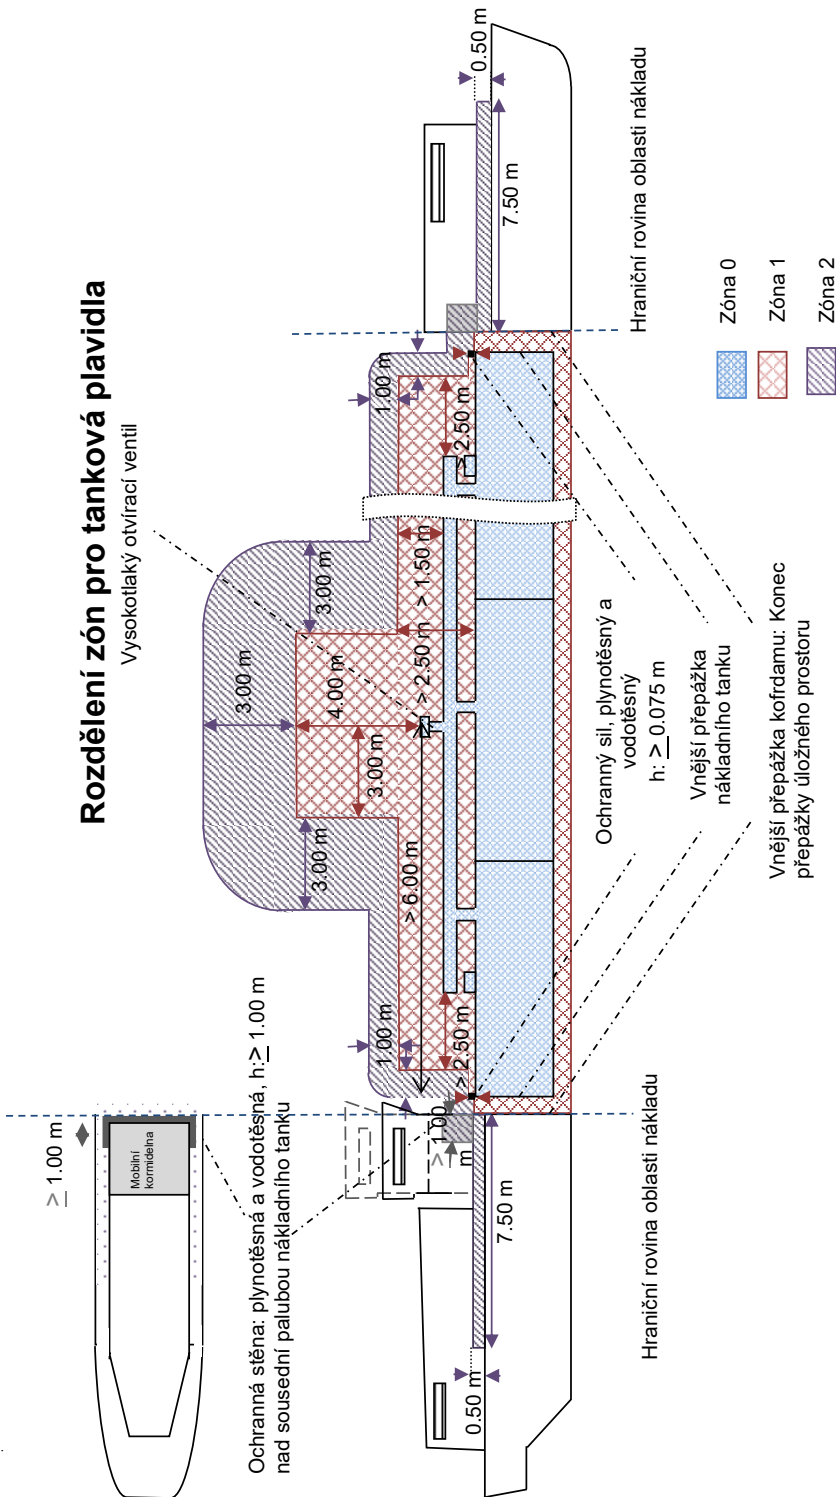 Rozdělení zón pro tanková plavidla
Vysokotlaký otvírací ventil
≥ 1.00 m
Mobilní
kormidelna
Ochranná stěna: plynotěsná a vodotěsná, h:≥ 1.00 m
nad sousední palubou nákladního tanku
3.00 m
3.00 m
3.00 m
4.00 m
3.00 m
1.00 m
1.00 m
> 6.00 m
> 2.50 m
> 1.50 m
> 2.50 m
> 2.50 m
> 1.00
m
0.50 m
7.50 m
0.50 m
7.50 m
Hraniční rovina oblasti nákladu
Hraniční rovina oblasti nákladu
Ochranný sil, plynotěsný a
vodotěsný
h: ≥ 0.075 m
Vnější přepážka
nákladního tanku
Vnější přepážka kofrdamu: Konec
přepážky úložného prostoru
Zóna 0
Zóna 1
Zóna 2